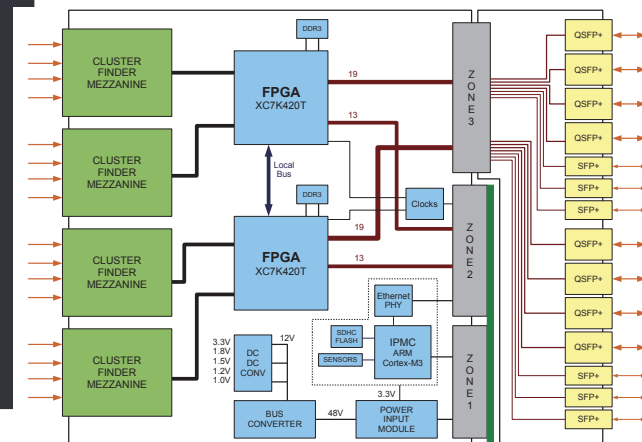 CLUSTER
FINDER
MEZZANINE
CLUSTER
FINDER
MEZZANINE
CLUSTER
FINDER
MEZZANINE
CLUSTER
FINDER
MEZZANINE
DDR3
FPGA
XC7K420T
19
13
Local
Bus
DDR3
Clocks
FPGA
XC7K420T
19
13
Ethernet
PHY
SDHC
FLASH
SENSORS
IPMC
ARM
Cortex-M3
3.3V
1.8V
1.5V
1.2V
1.0V
DC
DC
CONV
12V
3.3V
BUS
CONVERTER
48V
POWER
INPUT
MODULE
Z
O
N
E
3
Z
O
N
E
2
Z
O
N
E
1
QSFP+
QSFP+
QSFP+
QSFP+
SFP+
SFP+
SFP+
QSFP+
QSFP+
QSFP+
QSFP+
SFP+
SFP+
SFP+